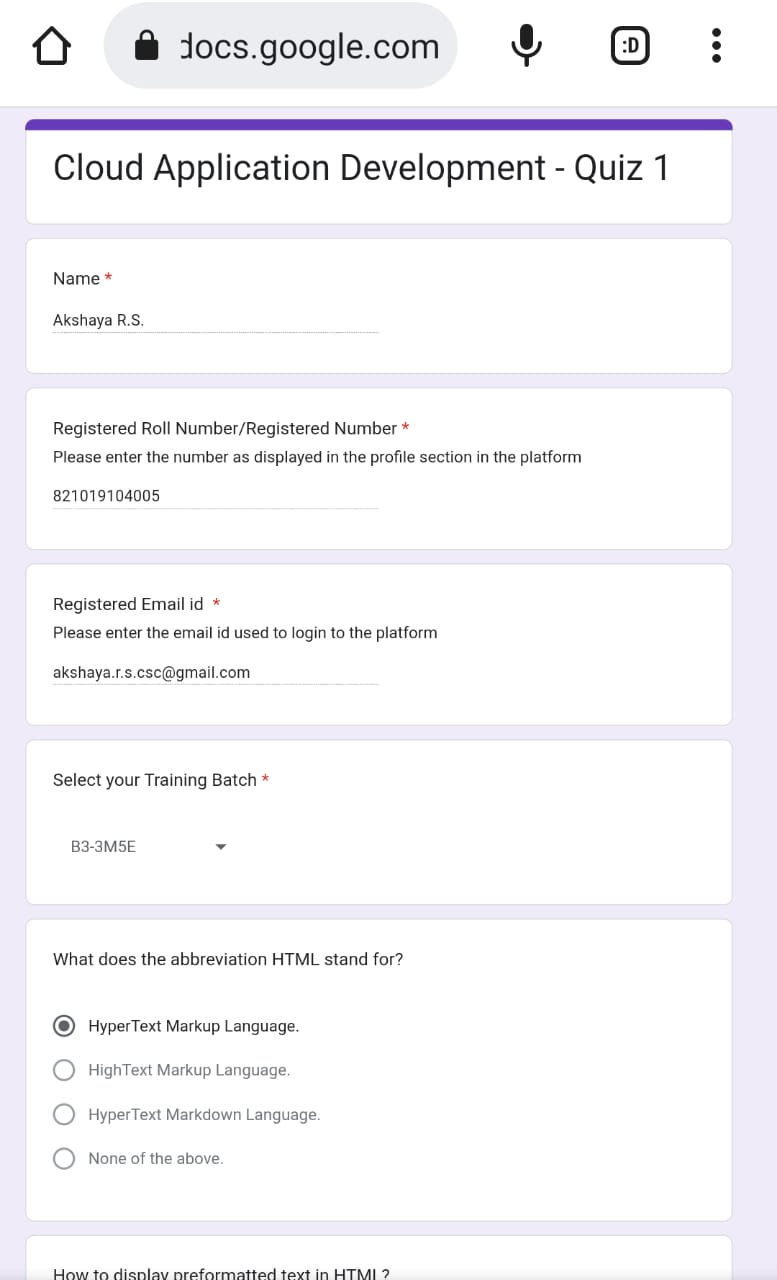 docs.google.com
:D
Cloud Application Development - Quiz 1
Name *
Akshaya R.S.
Registered Roll Number/Registered Number *
Please enter the number as displayed in the profile section in the platform
821019104005
Registered Email id *
Please enter the email id used to login to the platform
akshaya.r.s.csc@gmail.com
Select your Training Batch *
B3-3M5E
What does the abbreviation HTML stand for?
HyperText Markup Language.
HighText Markup Language.
HyperText Markdown Language.
None of the above.
How to display preformatted text in HTML?